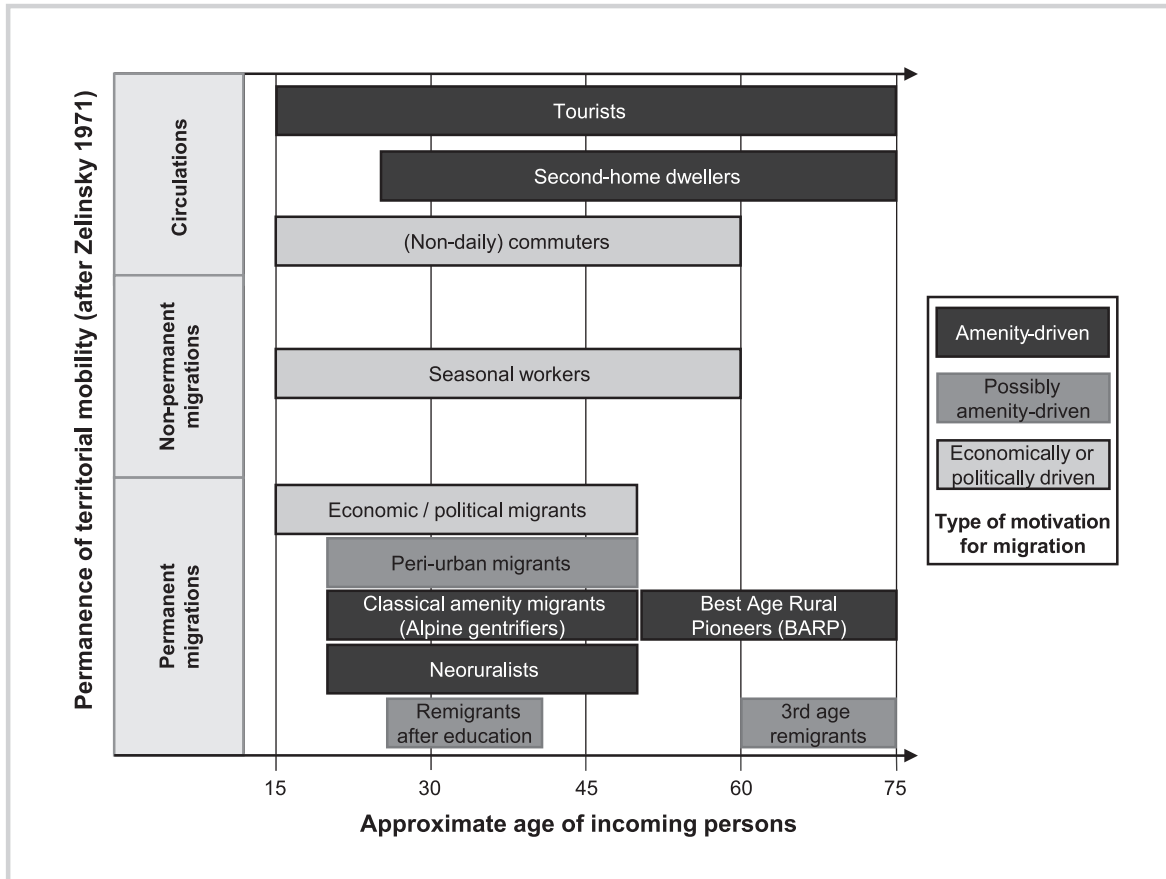 Permanence of territorial mobility (after Zelinsky 1971)
Circulations
Tourists
Second-home dwellers
(Non-daily) commuters
Non-permanent
migrations
Seasonal workers
Permanent
migrations
Economic / political migrants
Peri-urban migrants
Classical amenity migrants
(Alpine gentrifiers)
Best Age Rural
Pioneers (BARP)
Neoruralists
Remigrants
after education
3rd age
remigrants
15
30
45
60
75
Approximate age of incoming persons
Amenity-driven
Possibly
amenity-driven
Economically or
politically driven
Type of motivation
for migration